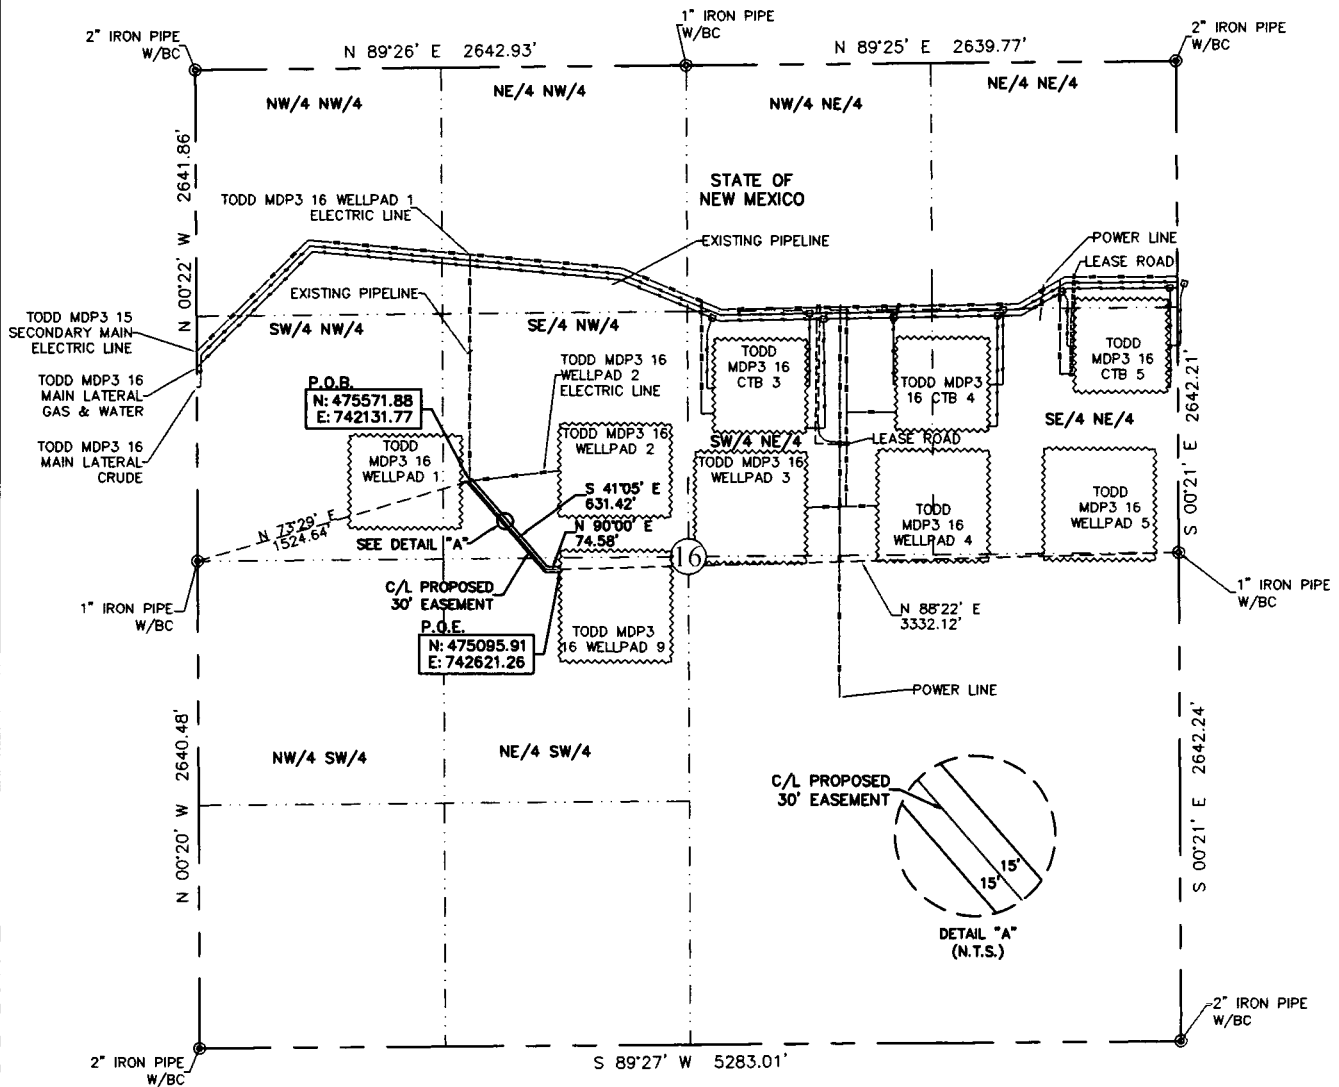 2" IRON PIPE
W/BC
N 89°26' E 2642.93'
1" IRON PIPE
W/BC
N 89°25' E 2639.77'
2" IRON PIPE
W/BC
NW/4 NW/4
NE/4 NW/4
NW/4 NE/4
NE/4 NE/4
N 00°22' W 2641.86'
STATE OF
NEW MEXICO
TODD MDP3 16 WELLPAD 1
ELECTRIC LINE
EXISTING PIPELINE
POWER LINE
LEASE ROAD
EXISTING PIPELINE
TODD MDP3 15
SECONDARY MAIN
ELECTRIC LINE
SW/4 NW/4
SE/4 NW/4
TODD MDP3 16
MAIN LATERAL
GAS & WATER
TODD MDP3 16
MAIN LATERAL
CRUDE
TODD MDP3 16
WELLPAD 2
ELECTRIC LINE
TODD
MDP3 16
CTB 3
TODD MDP3
16 CTB 4
TODD
MDP3 16
CTB 5
S 00°21' E 2642.21'
P.O.B.
N: 475571.88
E: 742131.77
SW/4 NE/4
LEASE ROAD
SE/4 NE/4
TODD
MDP3 16
WELLPAD 1
TODD MDP3 16
WELLPAD 2
TODD MDP3 16
WELLPAD 3
TODD
MDP3 16
WELLPAD 4
TODD
MDP3 16
WELLPAD 5
S 41°05' E
631.42'
N 90°00' E
74.58'
N 73°29' E
1524.64'
SEE DETAIL "A"
16
C/L PROPOSED
30' EASEMENT
1" IRON PIPE
W/BC
1" IRON PIPE
W/BC
N 88°22' E
3332.12'
P.O.E.
N: 475095.91
E: 742621.26
TODD MDP3
16 WELLPAD 9
POWER LINE
N 00°20' W 2640.48'
S 00°21' E 2642.24'
NW/4 SW/4
NE/4 SW/4
C/L PROPOSED
30' EASEMENT
15'
15'
DETAIL "A"
(N.T.S.)
2" IRON PIPE
W/BC
S 89°27' W 5283.01'
2" IRON PIPE
W/BC